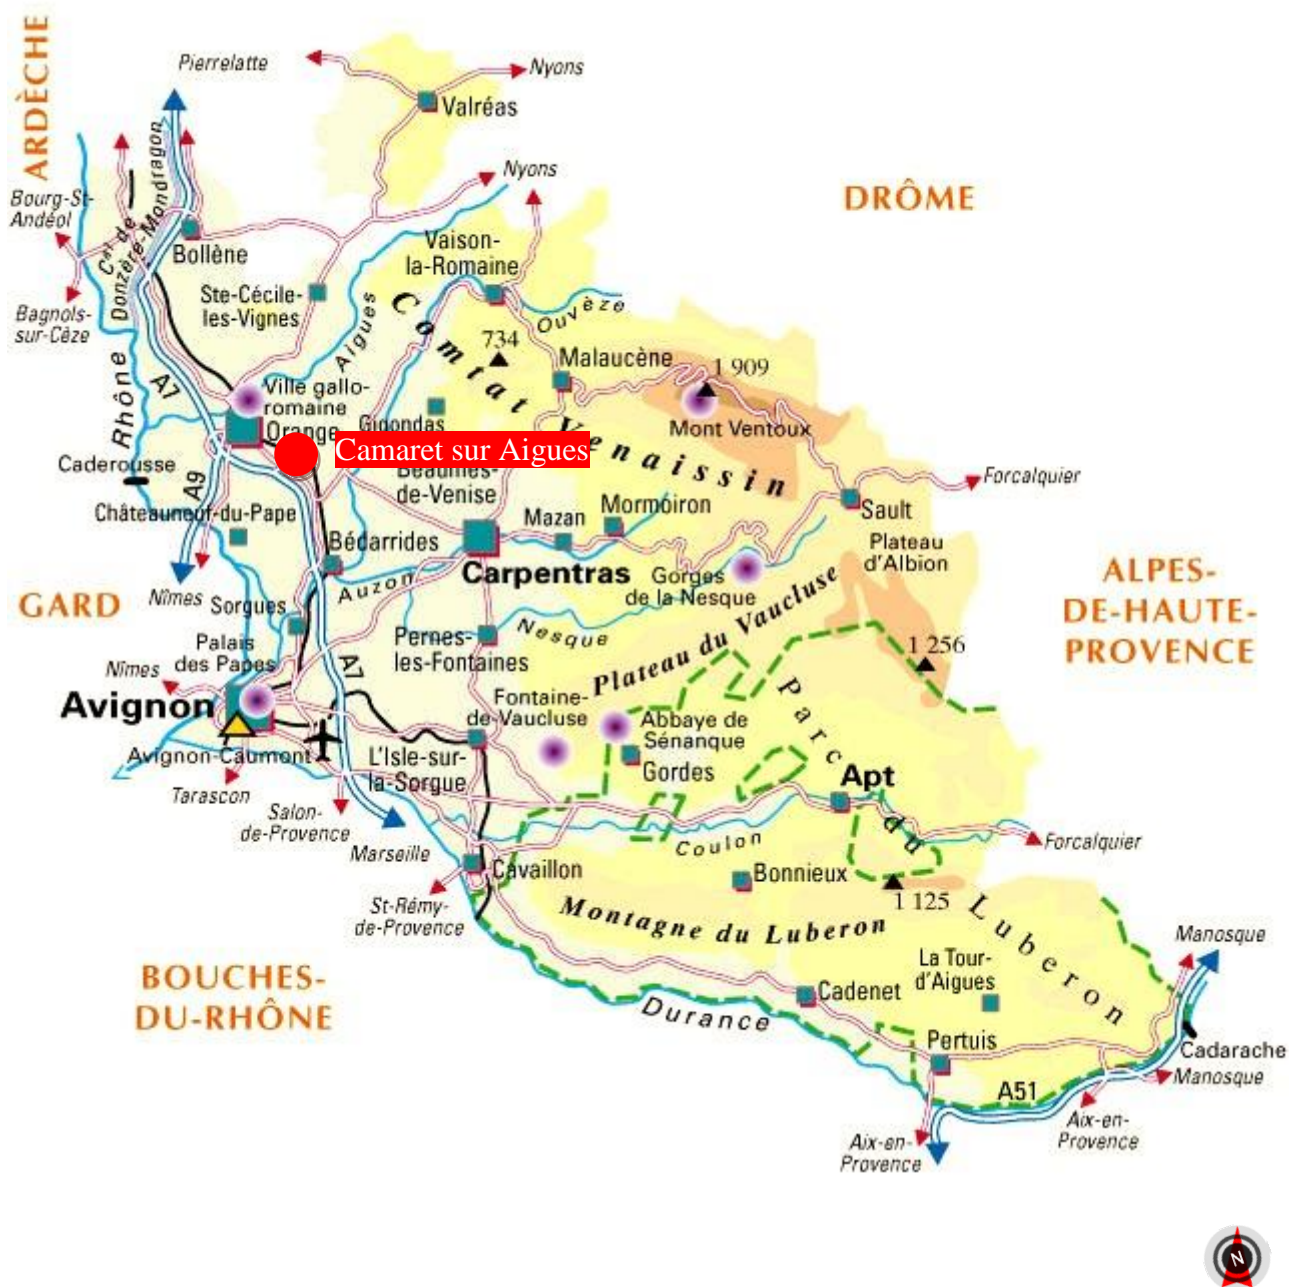 ARDÈCHE
Pierrelatte
Nyons
Valréas
Nyons
DRÔME
Bourg-St-
Andéol
Cal de
Donzère-Mondragon
Bollène
Vaison-
la-Romaine
Ste-Cécile-
les-Vignes
Bagnols-
sur-Cèze
Aigues
Ouvèze
Comtat Venaissin
734
Malaucène
1 909
Rhône
A7
Ville gallo-
romaine
Orange
Gigondas
Mont Ventoux
Camaret sur Aigues
Caderousse
A9
Beaumes-
de-Venise
Forcalquier
Châteauneuf-du-Pape
Mazan
Mormoiron
Sault
Bédarrides
Plateau
d'Albion
Carpentras
Gorges
de la Nesque
ALPES-
DE-HAUTE-
PROVENCE
GARD
Nîmes
Auzon
Sorgues
Nesque
Plateau du Vaucluse
Palais
des Papes
Pernes-
les-Fontaines
1 256
Nîmes
A7
Avignon
Fontaine-
de-Vaucluse
Parc du Luberon
Abbaye de
Sénanque
Avignon-Caumont
L'Isle-sur-
la-Sorgue
Gordes
Apt
Tarascon
Salon-
de-Provence
Marseille
Coulon
Forcalquier
Cavaillon
Bonnieux
St-Rémy-
de-Provence
1 125
Montagne du Luberon
Manosque
La Tour-
d'Aigues
BOUCHES-
DU-RHÔNE
Cadenet
Durance
Pertuis
Cadarache
Manosque
A51
Aix-en-
Provence
Aix-en-
Provence
N